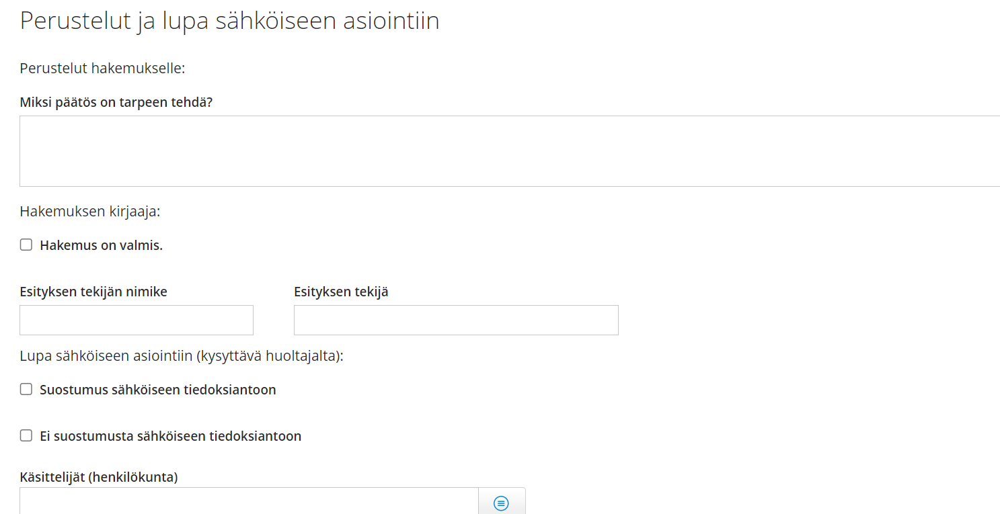 Perustelut ja lupa sähköiseen asiointiin
Perustelut hakemukselle:
Miksi päätös on tarpeen tehdä?
Hakemuksen kirjaaja:
Hakemus on valmis.
Esityksen tekijän nimike
Esityksen tekijä
Lupa sähköiseen asiointiin (kysyttävä huoltajalta):
Suostumus sähköiseen tiedoksiantoon
Ei suostumusta sähköiseen tiedoksiantoon
Käsittelijät (henkilökunta)